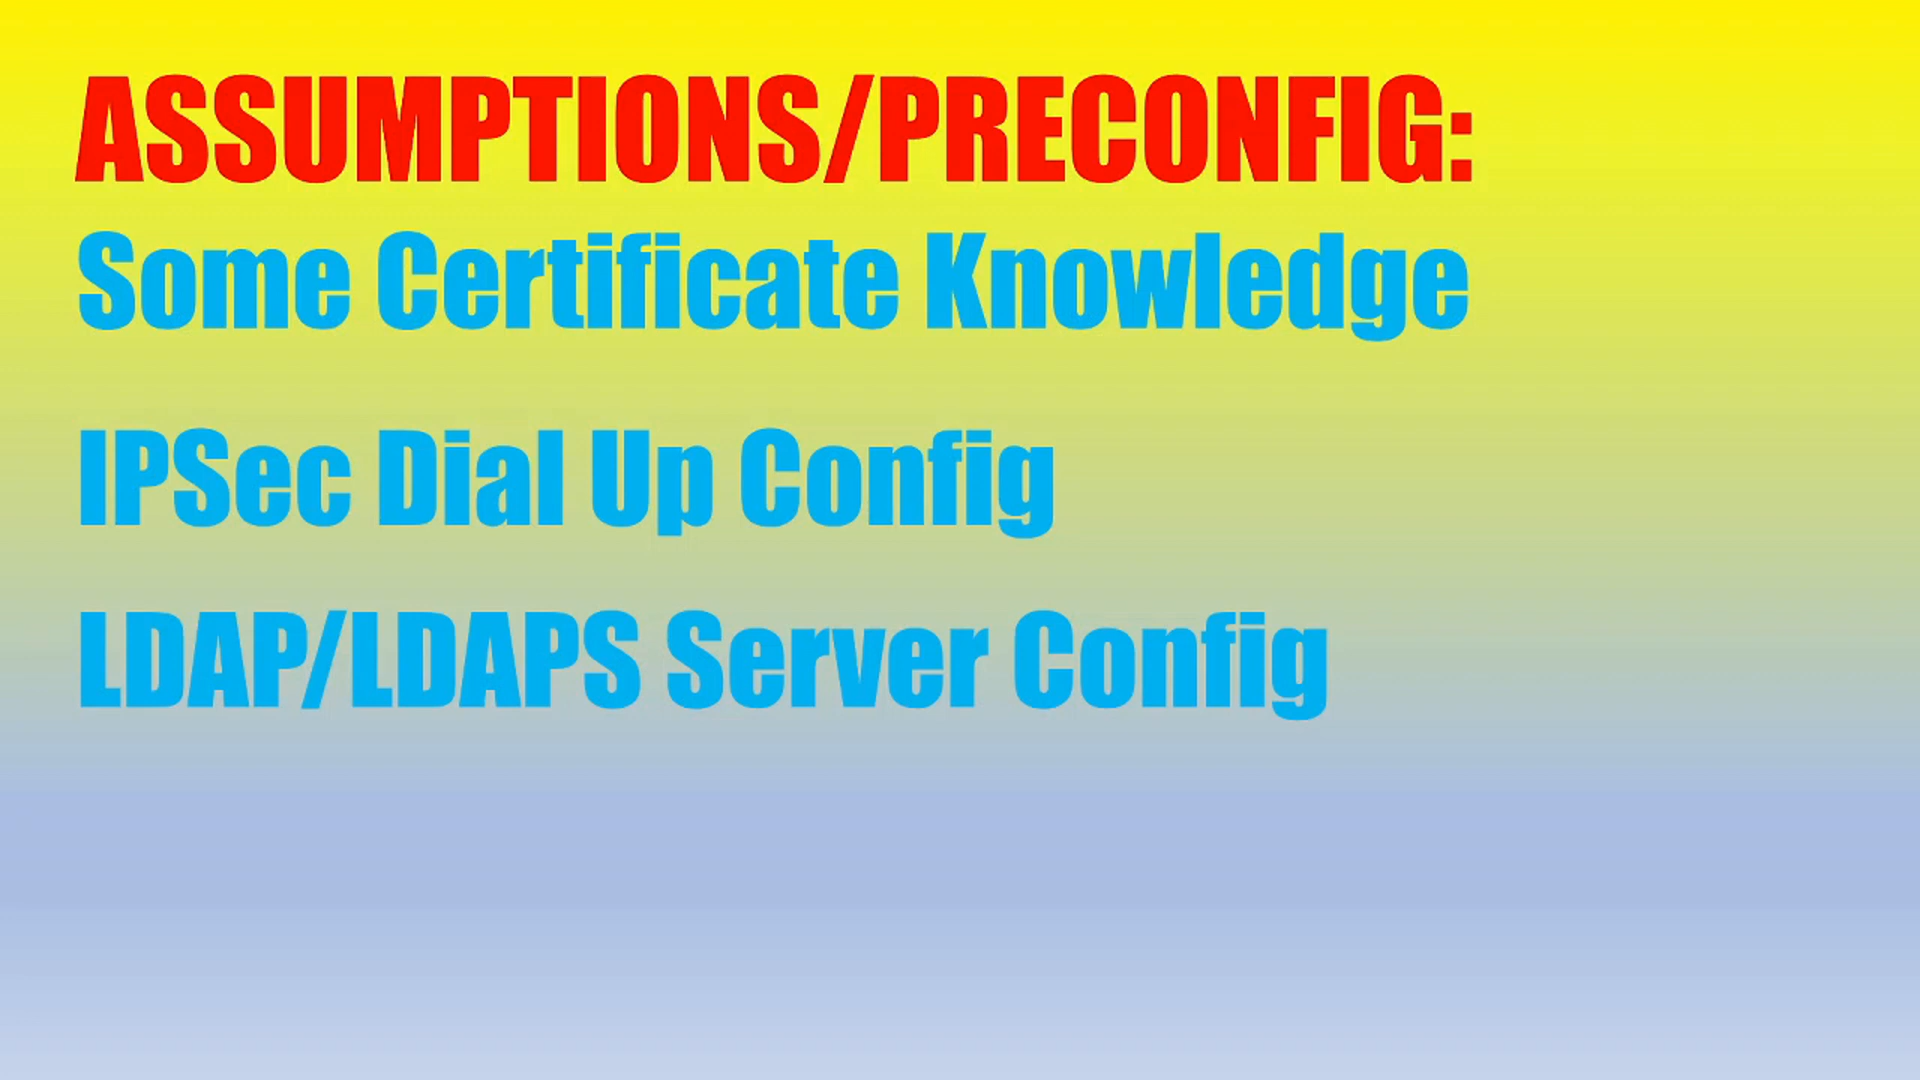 ASSUMPTIONS/PRECONFIG:
Some Certificate Knowledge
IPSec Dial Up Config
LDAP/LDAPS Server Config